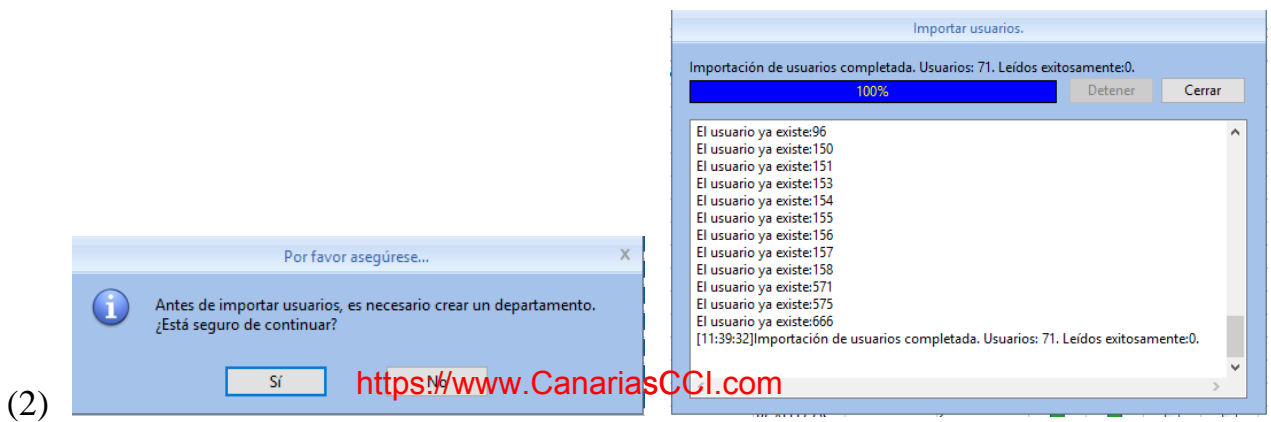 Importar usuarios.
Importación de usuarios completada. Usuarios: 71. Leídos exitosamente:0.
100%
Detener
Cerrar
El usuario ya existe:96
El usuario ya existe:150
El usuario ya existe:151
El usuario ya existe:153
El usuario ya existe:154
El usuario ya existe:155
El usuario ya existe:156
El usuario ya existe:157
El usuario ya existe:158
El usuario ya existe:571
El usuario ya existe:575
El usuario ya existe:666
[11:39:32]Importación de usuarios completada. Usuarios: 71. Leídos exitosamente:0.
Por favor asegúrese...
X
Antes de importar usuarios, es necesario crear un departamento.
¿Está seguro de continuar?
Sí
No
https://www.CanariasCCI.com
(2)